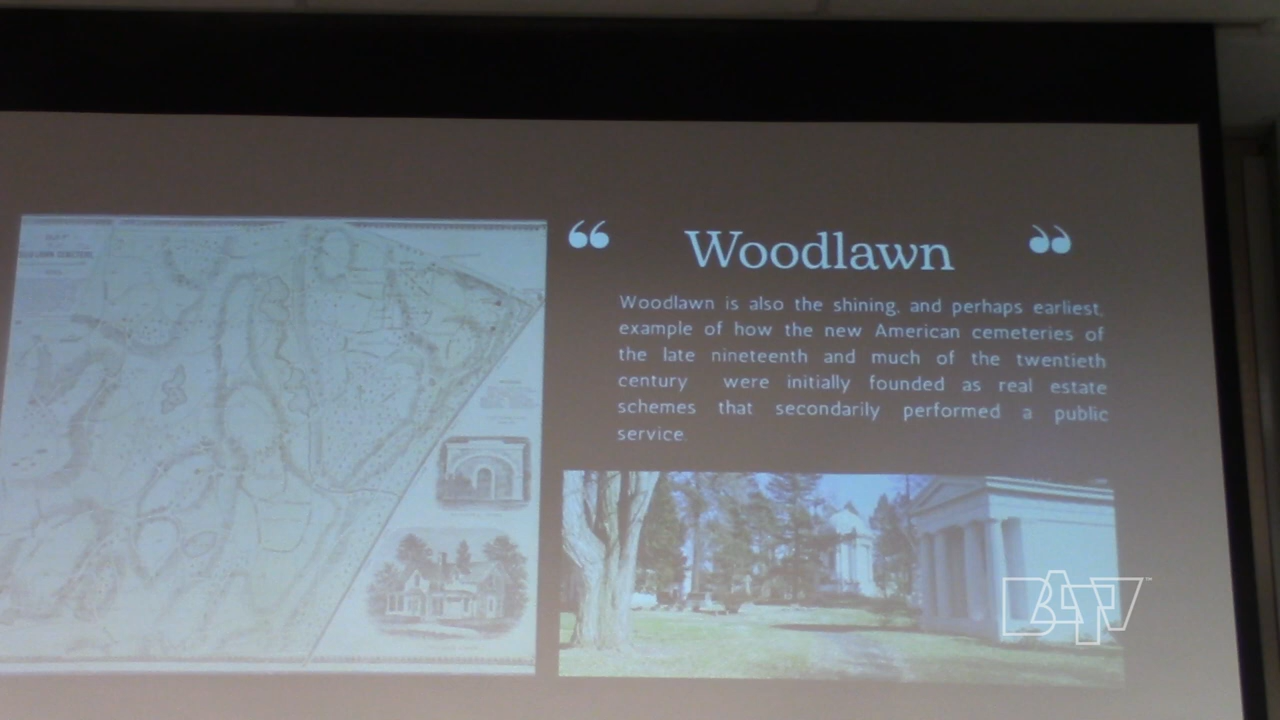 “ Woodlawn ”
Woodlawn is also the shining, and perhaps earliest,
example of how the new American cemeteries of
the late nineteenth and much of the twentieth
century were initially founded as real estate
schemes that secondarily performed a public
service.
BATV